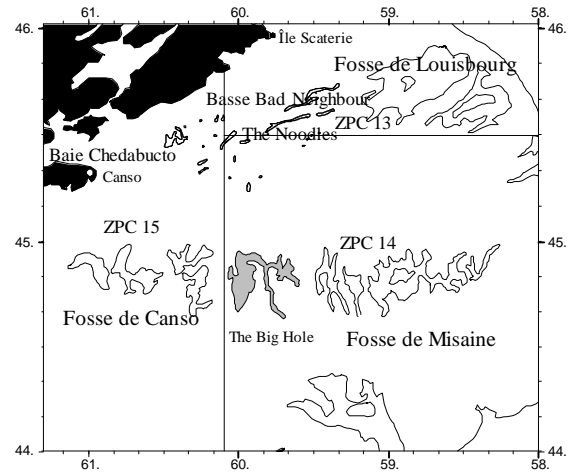 61. 60. 59. 58.
46.
Île Scaterie
Fosse de Louisbourg
Basse Bad Neighbour
ZPC 13
The Noodles
Baie Chedabucto
Canso
45.
ZPC 15
ZPC 14
45.
Fosse de Canso
The Big Hole
Fosse de Misaine
44.
44.
61. 60. 59. 58.